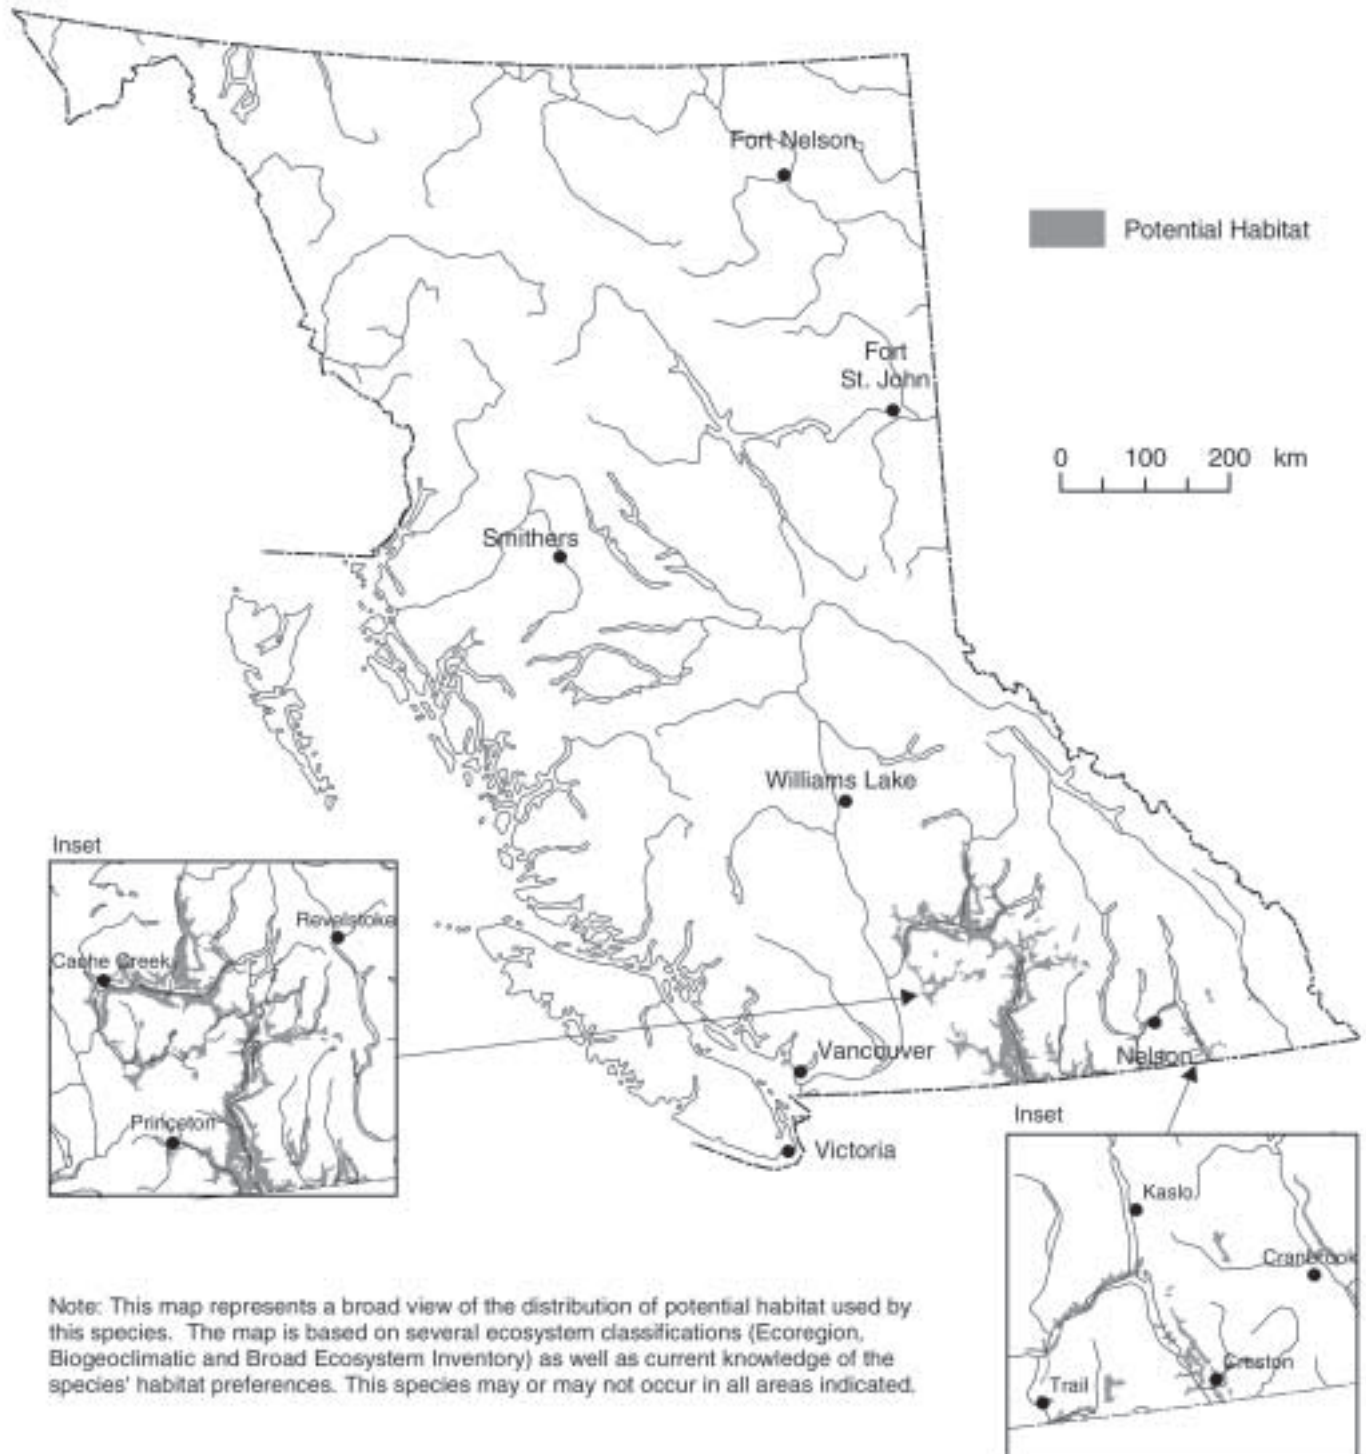 Fort Nelson
Potential Habitat
Fort
St. John
0 100 200 km
Smithers
Williams Lake
Inset
Revelstoke
Cache Creek
Princeton
Vancouver
Nelson
Victoria
Inset
Kaslo
Cranbrook
Creston
Trail
Note: This map represents a broad view of the distribution of potential habitat used by
this species. The map is based on several ecosystem classifications (Ecoregion,
Biogeoclimatic and Broad Ecosystem Inventory) as well as current knowledge of the
species' habitat preferences. This species may or may not occur in all areas indicated.